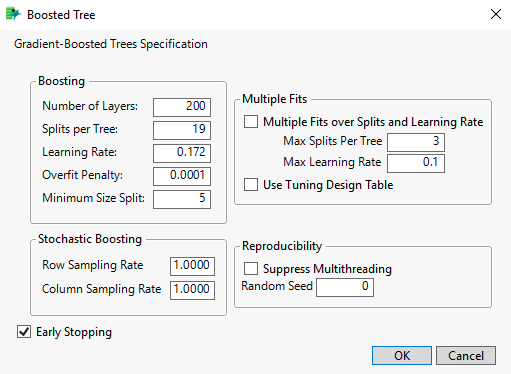 Boosted Tree
Gradient-Boosted Trees Specification
Boosting
Number of Layers: 200
Splits per Tree: 19
Learning Rate: 0.172
Overfit Penalty: 0.0001
Minimum Size Split: 5
Multiple Fits
Multiple Fits over Splits and Learning Rate
Max Splits Per Tree 3
Max Learning Rate 0.1
Use Tuning Design Table
Stochastic Boosting
Row Sampling Rate 1.0000
Column Sampling Rate 1.0000
Reproducibility
Suppress Multithreading
Random Seed 0
Early Stopping
OK Cancel